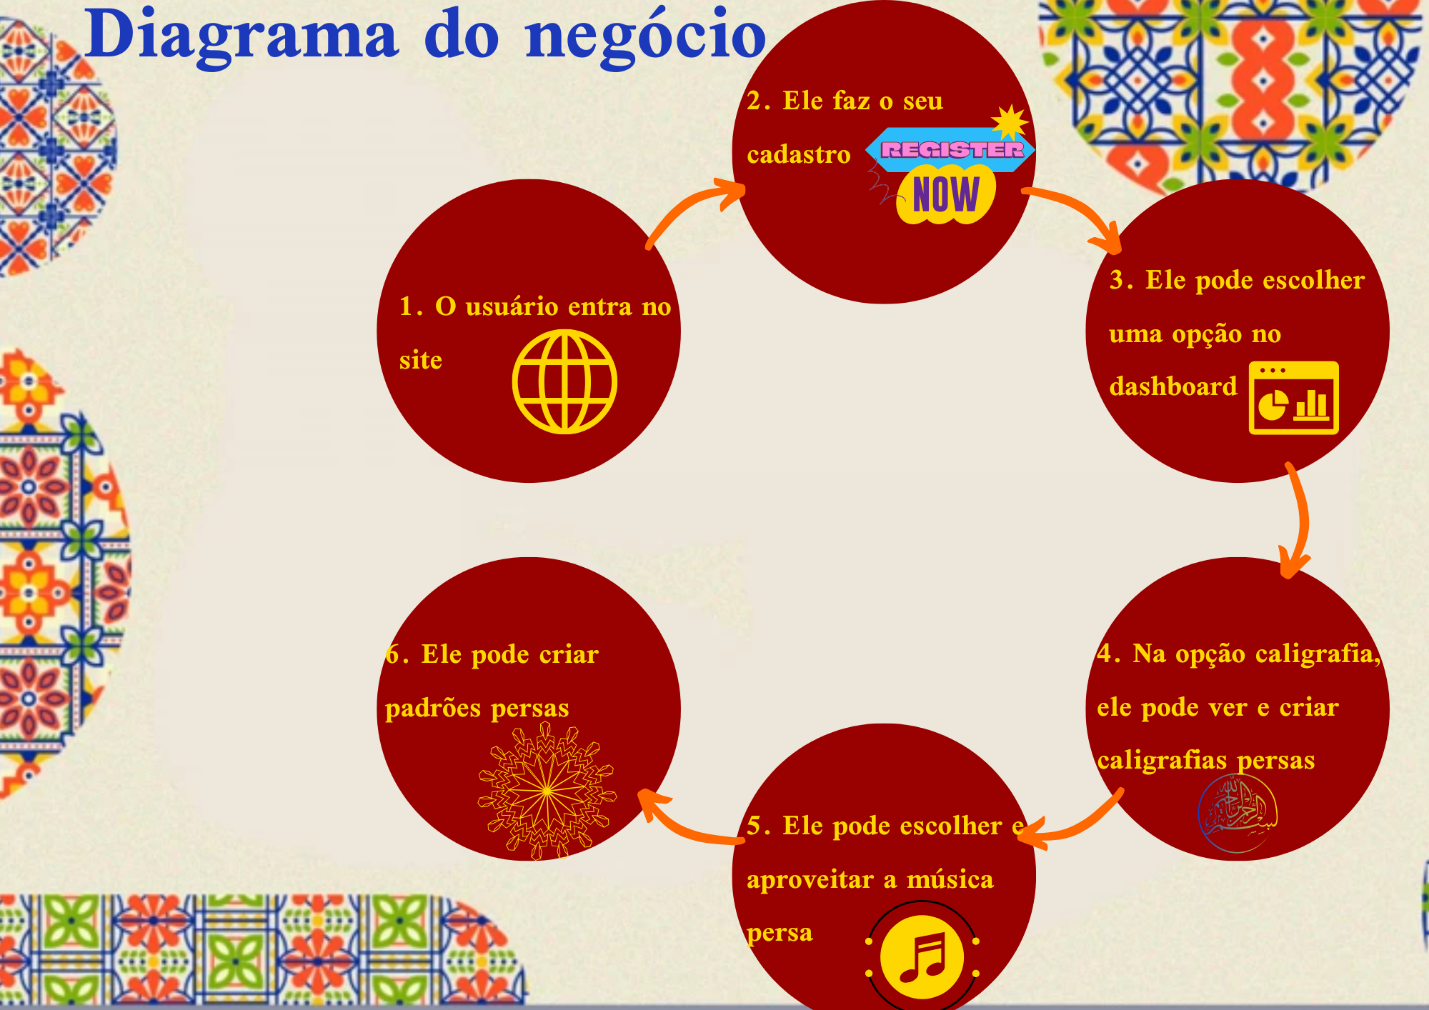 Diagrama do negócio
1. O usuário entra no
site
2. Ele faz o seu
cadastro
REGISTER
NOW
3. Ele pode escolher
uma opção no
dashboard
4. Na opção caligrafia,
ele pode ver e criar
caligrafias persas
5. Ele pode escolher e
aproveitar a música
persa
6. Ele pode criar
padrões persas